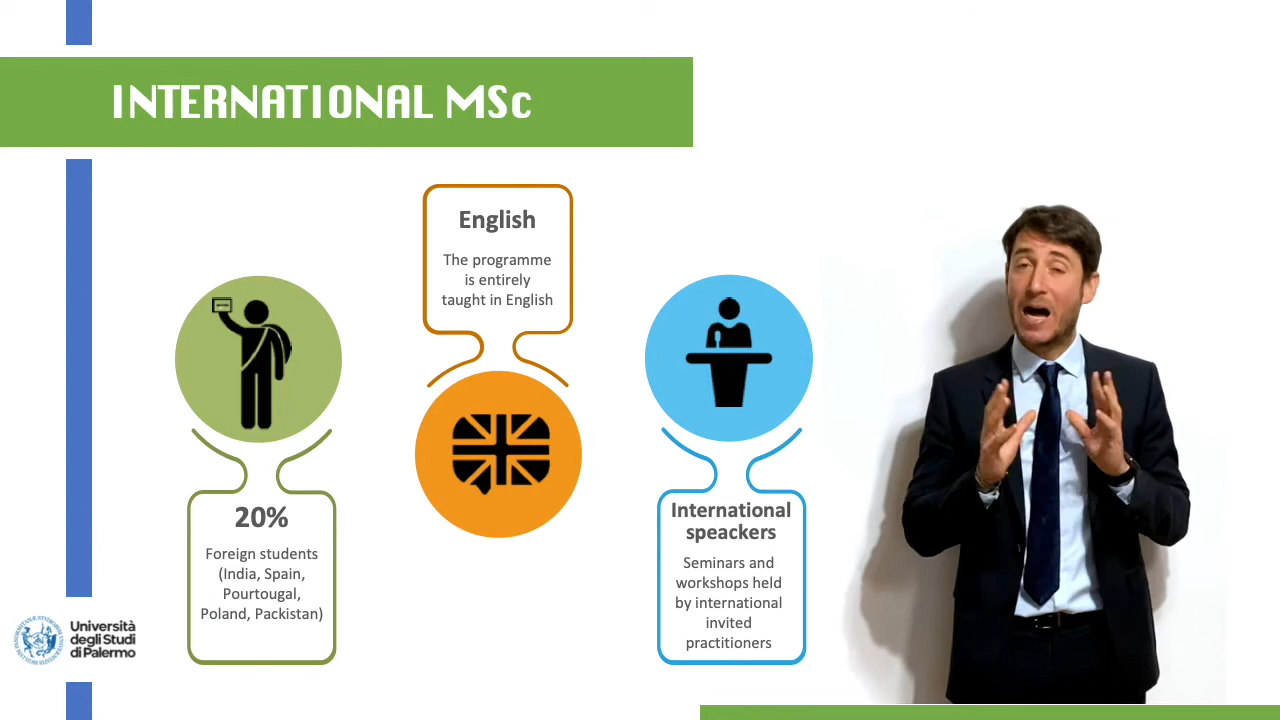 INTERNATIONAL MSc
English
The programme
is entirely
taught in English
20%
Foreign students
(India, Spain,
Pourtougal,
Poland, Packistan)
International
speackers
Seminars and
workshops held
by international
invited
practitioners
Università
degli Studi
di Palermo